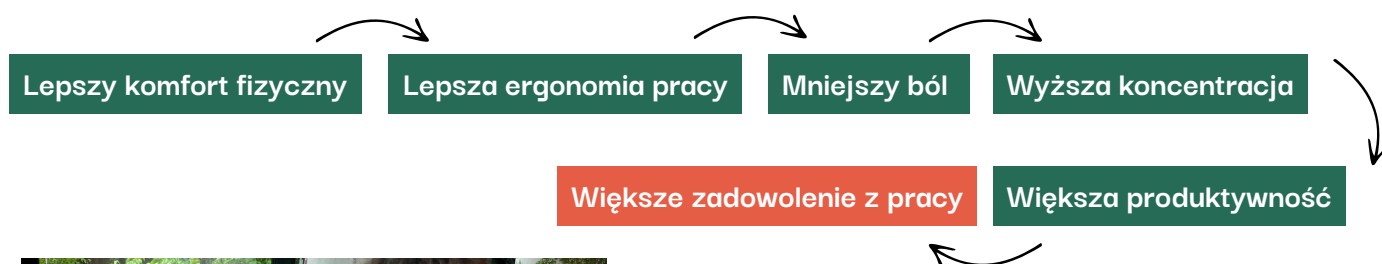 Lepszy komfort fizyczny
Lepsza ergonomia pracy
Mniejszy ból
Wyższa koncentracja
Większa produktywność
Większe zadowolenie z pracy